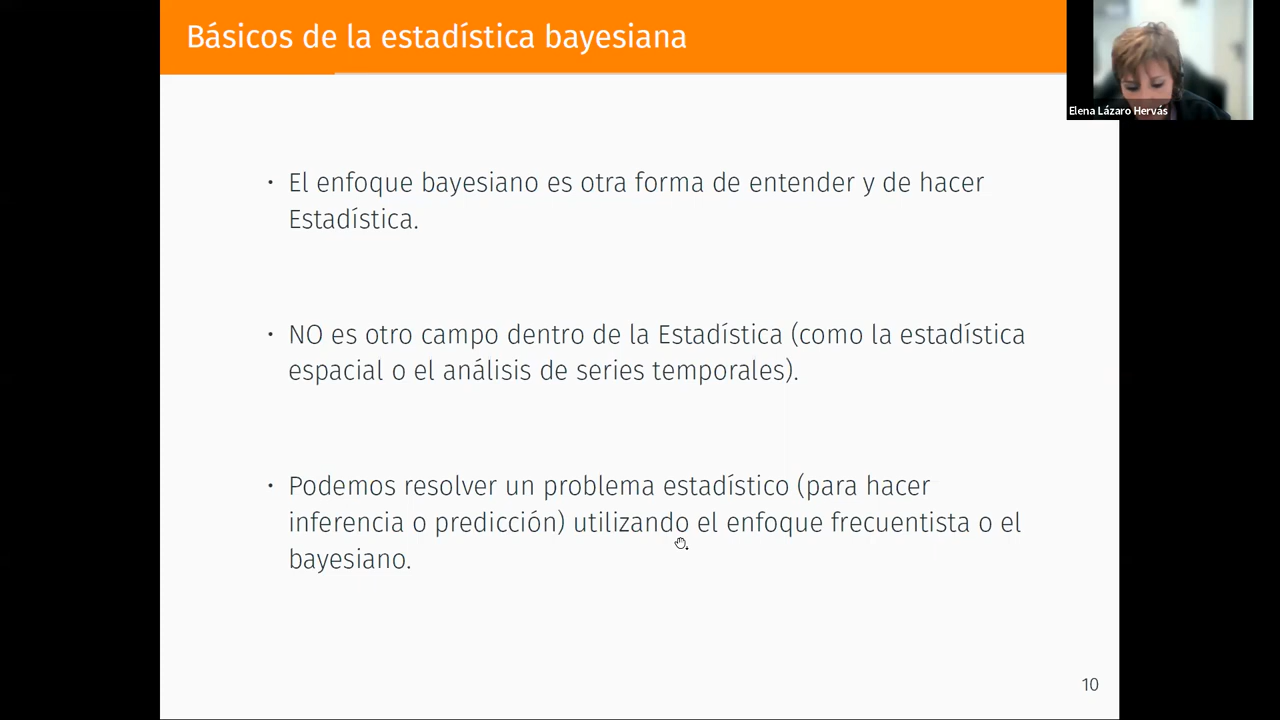 Básicos de la estadística bayesiana
Elena Lázaro Hervás
• El enfoque bayesiano es otra forma de entender y de hacer
Estadística.
• NO es otro campo dentro de la Estadística (como la estadística
espacial o el análisis de series temporales).
• Podemos resolver un problema estadístico (para hacer
inferencia o predicción) utilizando el enfoque frecuentista o el
bayesiano.
10